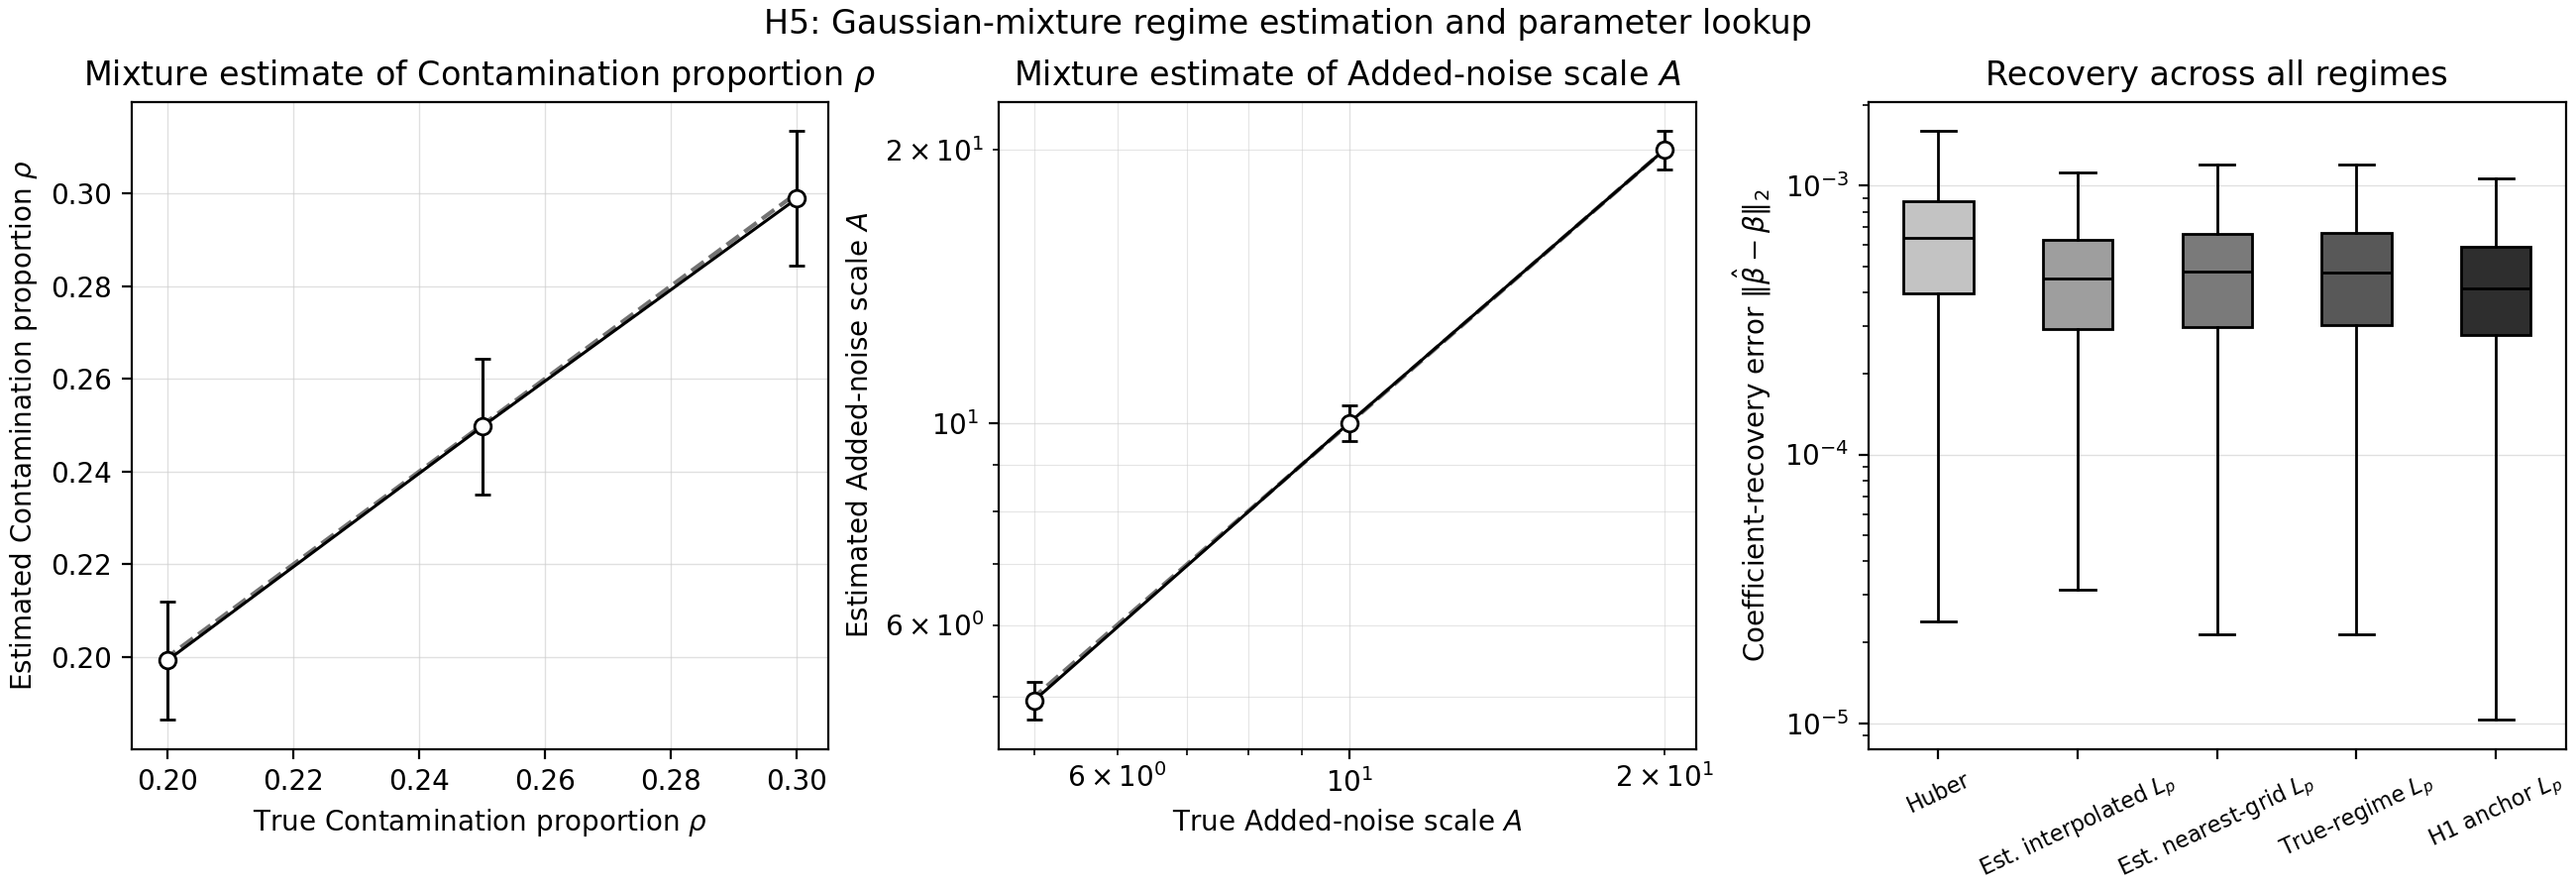 H5: Gaussian-mixture regime estimation and parameter lookup
Mixture estimate of Contamination proportion ρ
Estimated Contamination proportion ρ
0.30
0.28
0.26
0.24
0.22
0.20
0.20 0.22 0.24 0.26 0.28 0.30
True Contamination proportion ρ
Mixture estimate of Added-noise scale A
Estimated Added-noise scale A
2 × 10¹
10¹
6 × 10⁰
6 × 10⁰ 10¹ 2 × 10¹
True Added-noise scale A
Recovery across all regimes
Coefficient-recovery error ‖β̂ − β‖₂
10⁻³
10⁻⁴
10⁻⁵
Huber
Est. interpolated Lₚ
Est. nearest-grid Lₚ
True-regime Lₚ
H1 anchor Lₚ